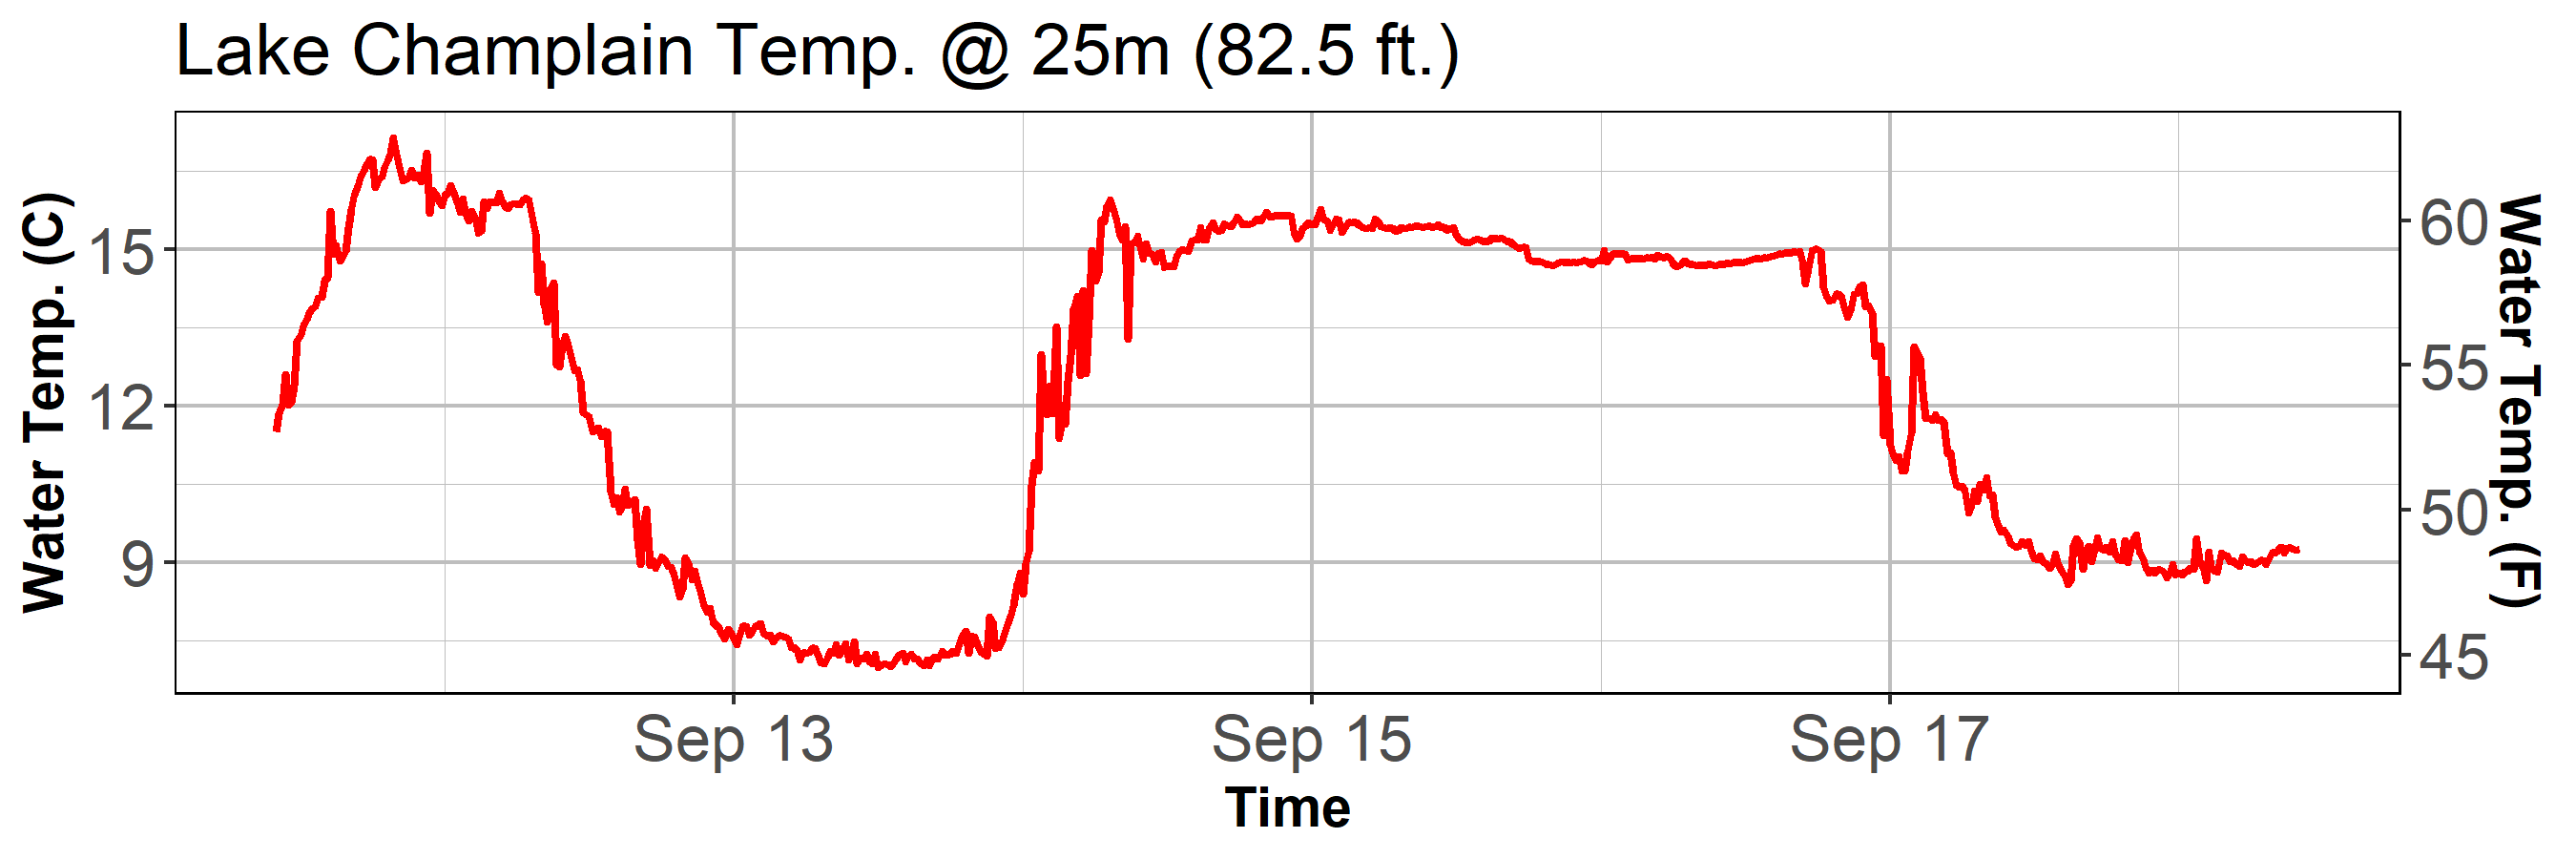 Lake Champlain Temp. @ 25m (82.5 ft.)
Water Temp. (C)
15
12
9
60
55
50
45
Water Temp. (F)
Sep 13
Sep 15
Sep 17
Time